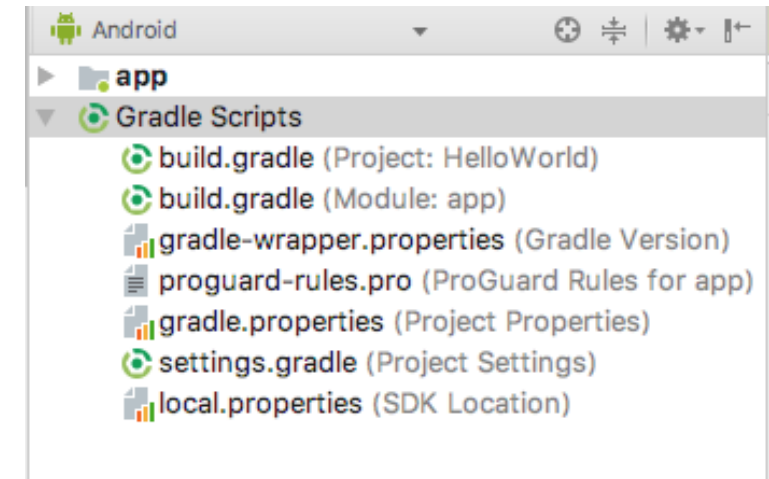 Android
app
Gradle Scripts
build.gradle (Project: HelloWorld)
build.gradle (Module: app)
gradle-wrapper.properties (Gradle Version)
proguard-rules.pro (ProGuard Rules for app)
gradle.properties (Project Properties)
settings.gradle (Project Settings)
local.properties (SDK Location)